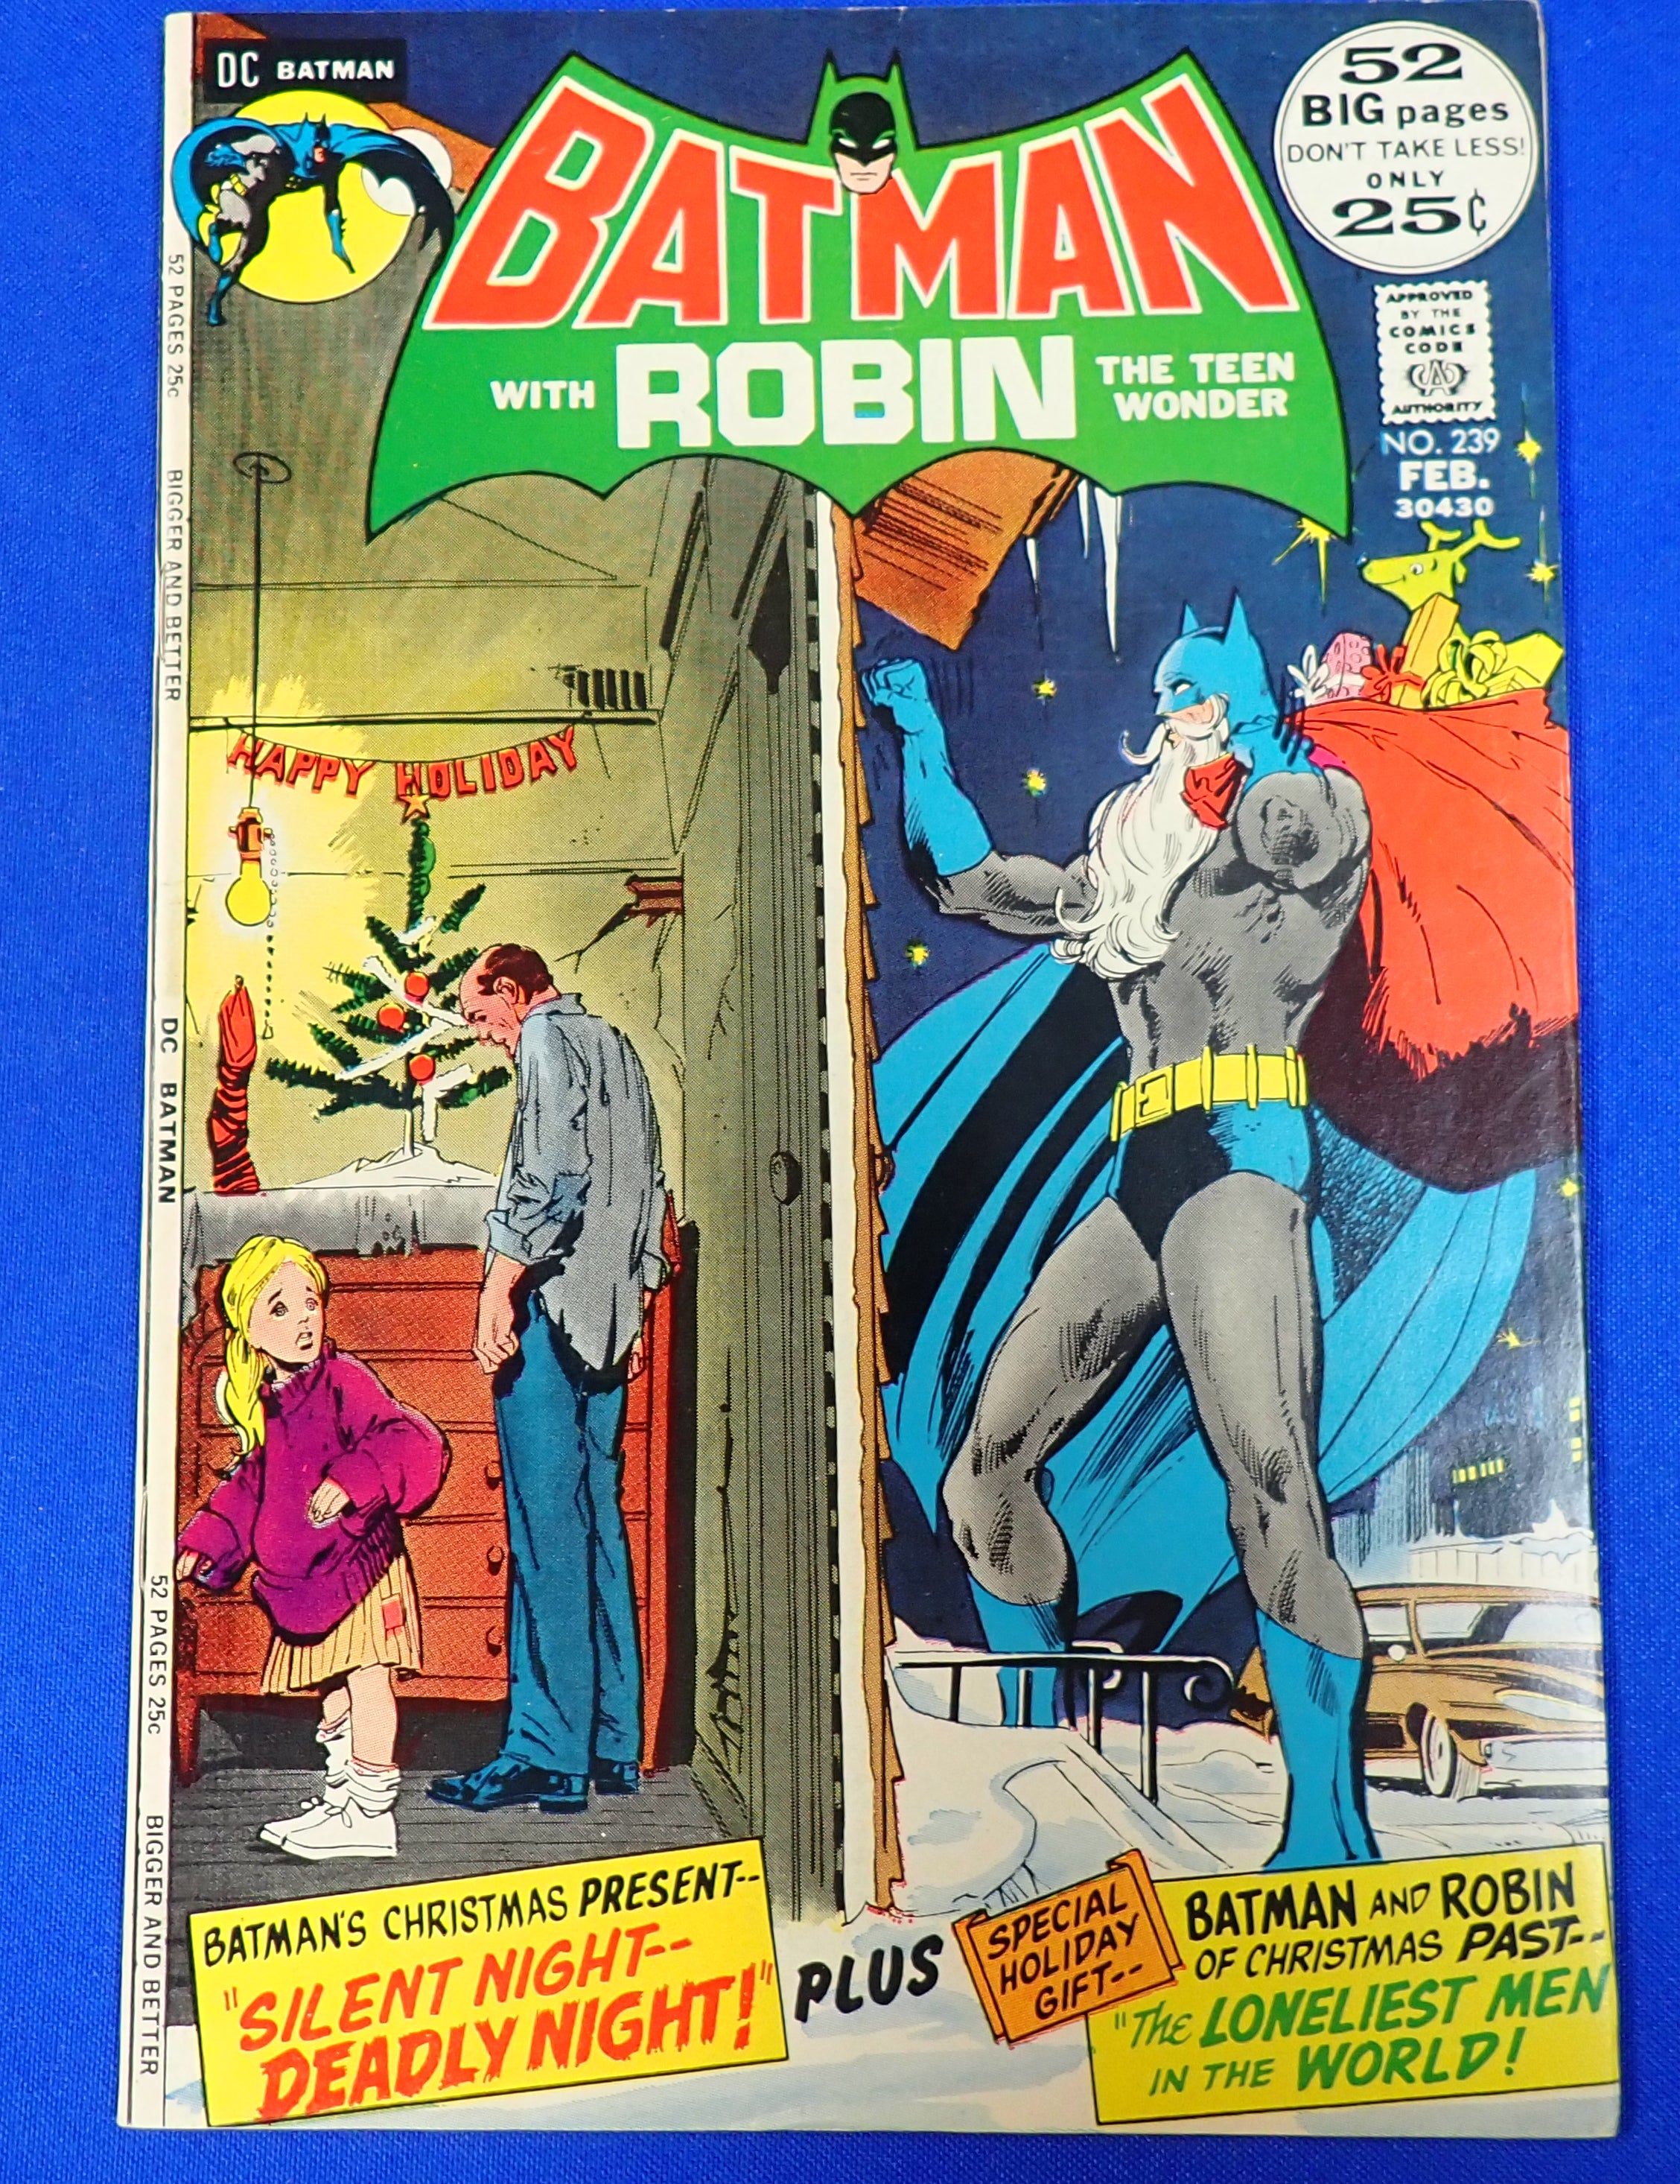 DC BATMAN
BATMAN
WITH ROBIN THE TEEN WONDER
52
BIG pages
DON'T TAKE LESS!
ONLY
25¢
APPROVED
BY THE
COMICS
CODE
CA
AUTHORITY
NO. 239
FEB.
30430
52 PAGES 25c BIGGER AND BETTER DC BATMAN 52 PAGES 25c BIGGER AND BETTER
HAPPY HOLIDAY
BATMAN'S CHRISTMAS PRESENT--
"SILENT NIGHT--
DEADLY NIGHT!"
PLUS
SPECIAL
HOLIDAY
GIFT--
BATMAN AND ROBIN
OF CHRISTMAS PAST--
"THE LONELIEST MEN
IN THE WORLD!